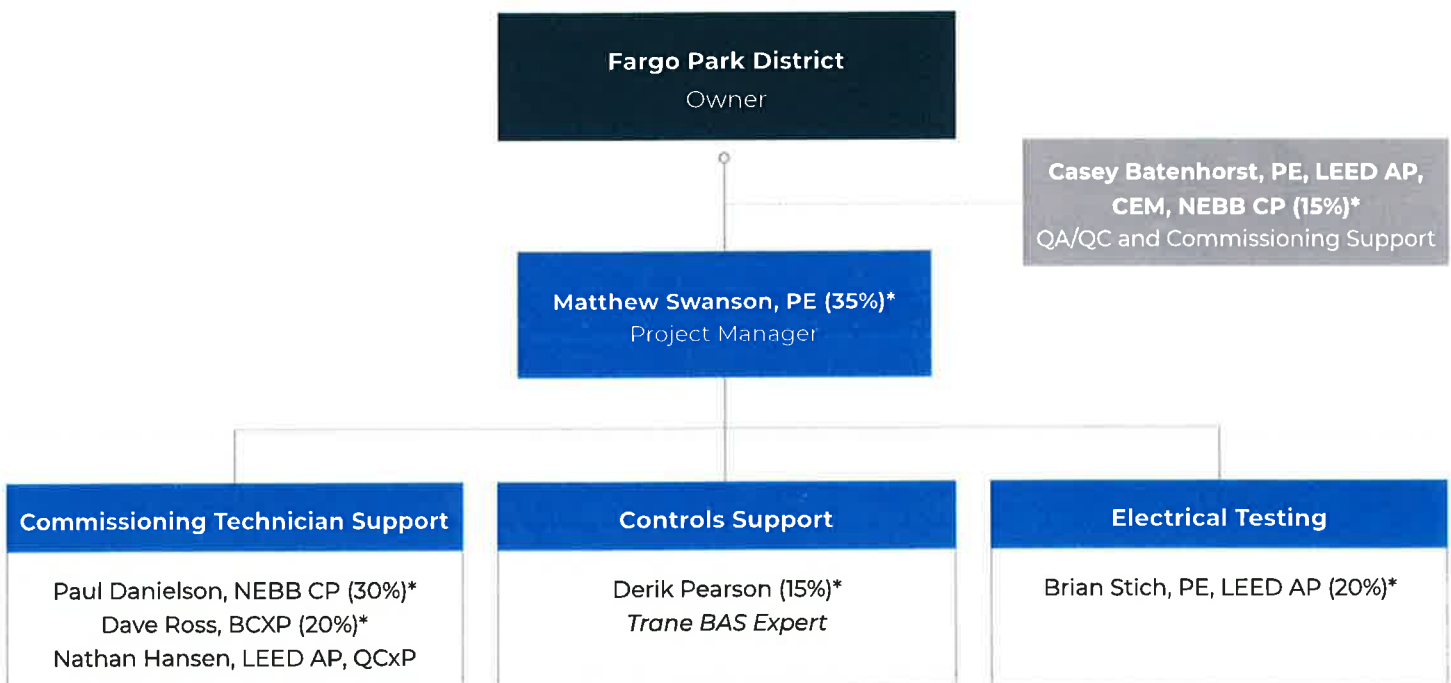 Fargo Park District
Owner
Casey Batenhorst, PE, LEED AP,
CEM, NEBB CP (15%)*
QA/QC and Commissioning Support
Matthew Swanson, PE (35%)*
Project Manager
Commissioning Technician Support
Paul Danielson, NEBB CP (30%)*
Dave Ross, BCXP (20%)*
Nathan Hansen, LEED AP, QCxP
Controls Support
Derik Pearson (15%)*
Trane BAS Expert
Electrical Testing
Brian Stich, PE, LEED AP (20%)*